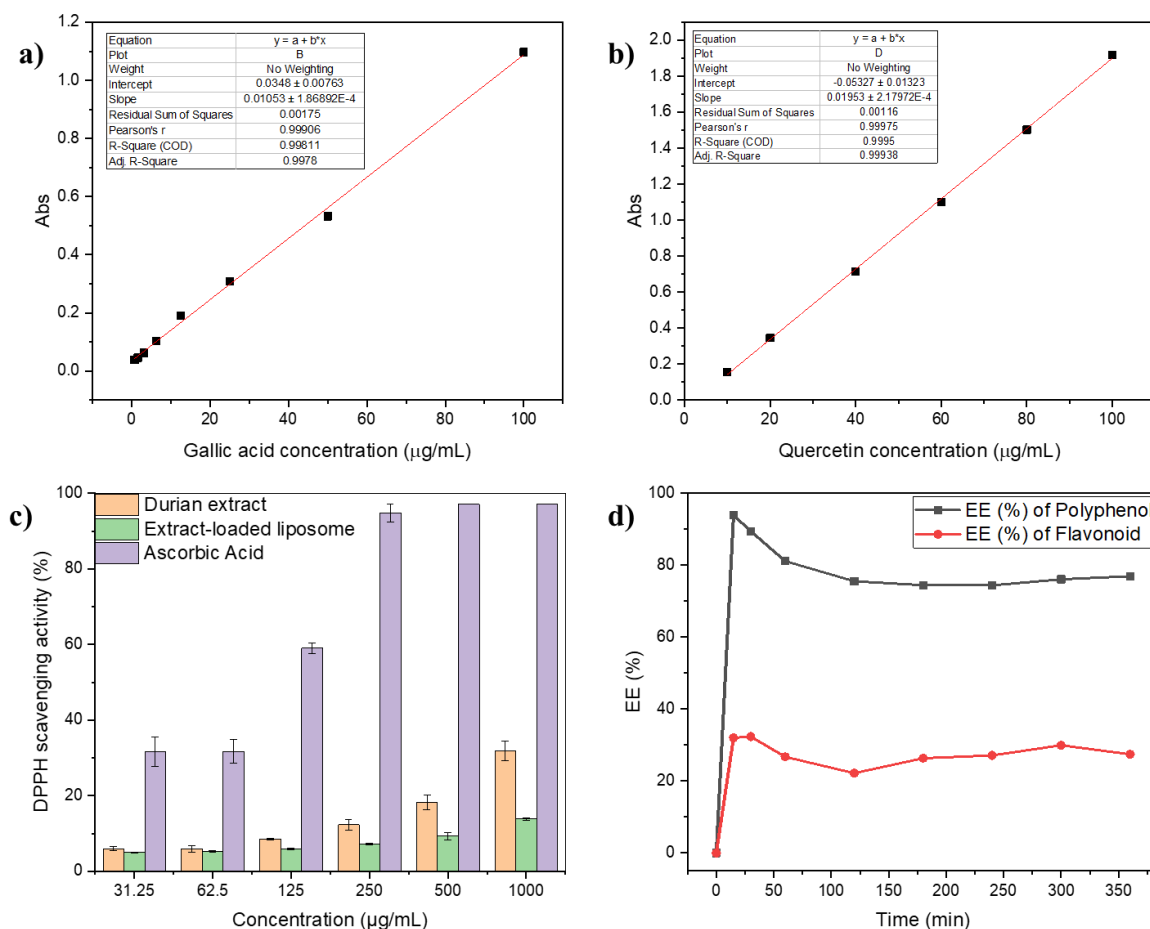 a)
Equation y = a + b*x
Plot B
Weight No Weighting
Intercept 0.0348 ± 0.00763
Slope 0.01053 ± 1.86892E-4
Residual Sum of Squares 0.00175
Pearson's r 0.99906
R-Square (COD) 0.99811
Adj. R-Square 0.9978
1.2
1.0
0.8
0.6
0.4
0.2
0.0
Abs
0 20 40 60 80 100
Gallic acid concentration (μg/mL)
b)
Equation y = a + b*x
Plot D
Weight No Weighting
Intercept -0.05327 ± 0.01323
Slope 0.01953 ± 2.17972E-4
Residual Sum of Squares 0.00116
Pearson's r 0.99975
R-Square (COD) 0.9995
Adj. R-Square 0.99938
2.0
1.8
1.6
1.4
1.2
1.0
0.8
0.6
0.4
0.2
0.0
Abs
0 20 40 60 80 100
Quercetin concentration (μg/mL)
c)
Durian extract
Extract-loaded liposome
Ascorbic Acid
100
80
60
40
20
0
DPPH scavenging activity (%)
31.25 62.5 125 250 500 1000
Concentration (μg/mL)
d)
EE (%) of Polyphenol
EE (%) of Flavonoid
100
80
60
40
20
0
EE (%)
0 50 100 150 200 250 300 350
Time (min)